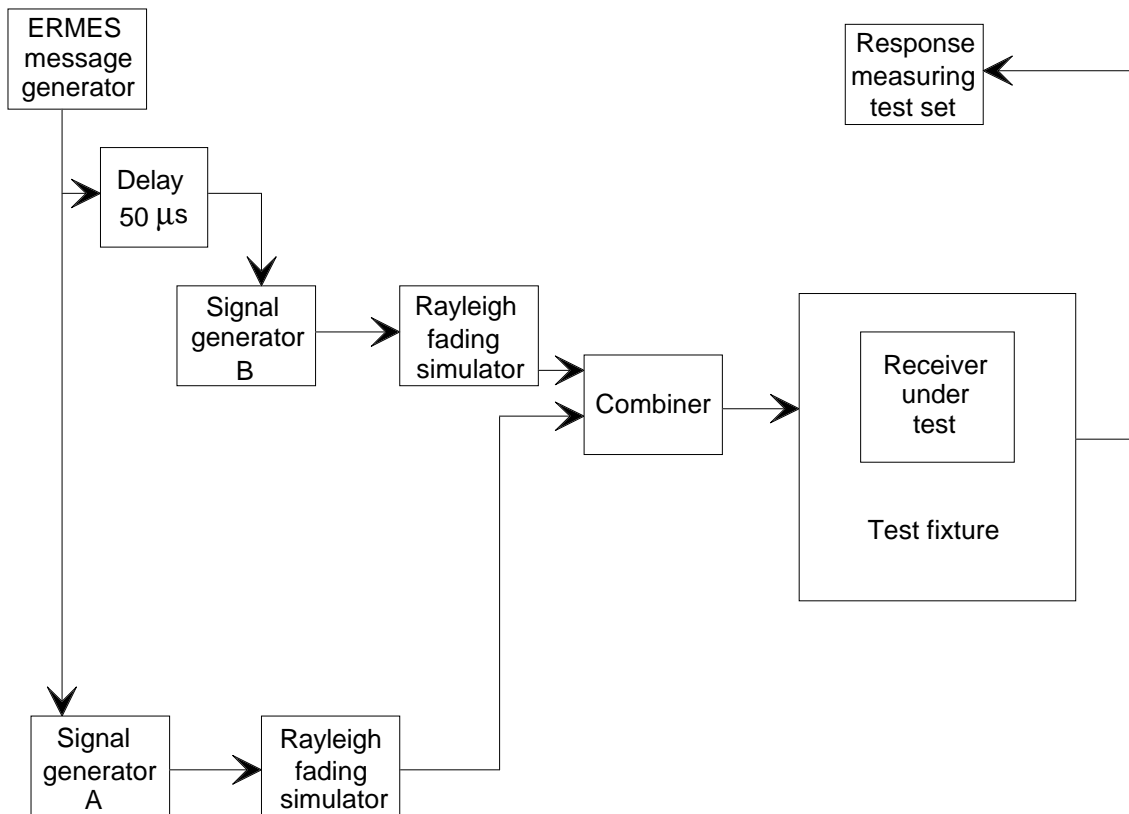 ERMES
message
generator
Response
measuring
test set
Delay
50 μs
Signal
generator
B
Rayleigh
fading
simulator
Combiner
Receiver
under
test
Test fixture
Signal
generator
A
Rayleigh
fading
simulator